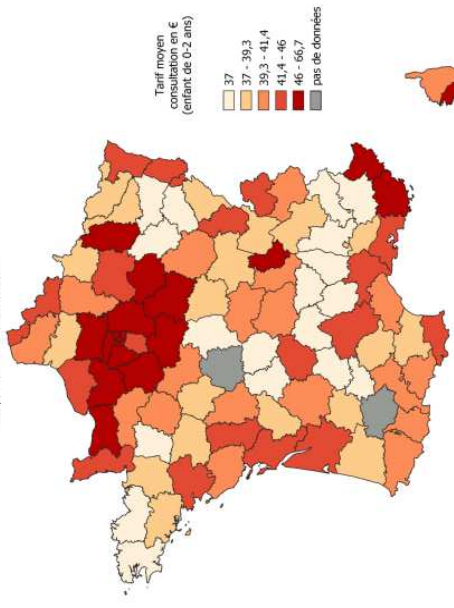 Tarif moyen
consultation en €
(enfant de 0-2 ans)
37
37 - 39,3
39,3 - 41,4
41,4 - 46
46 - 66,7
pas de données